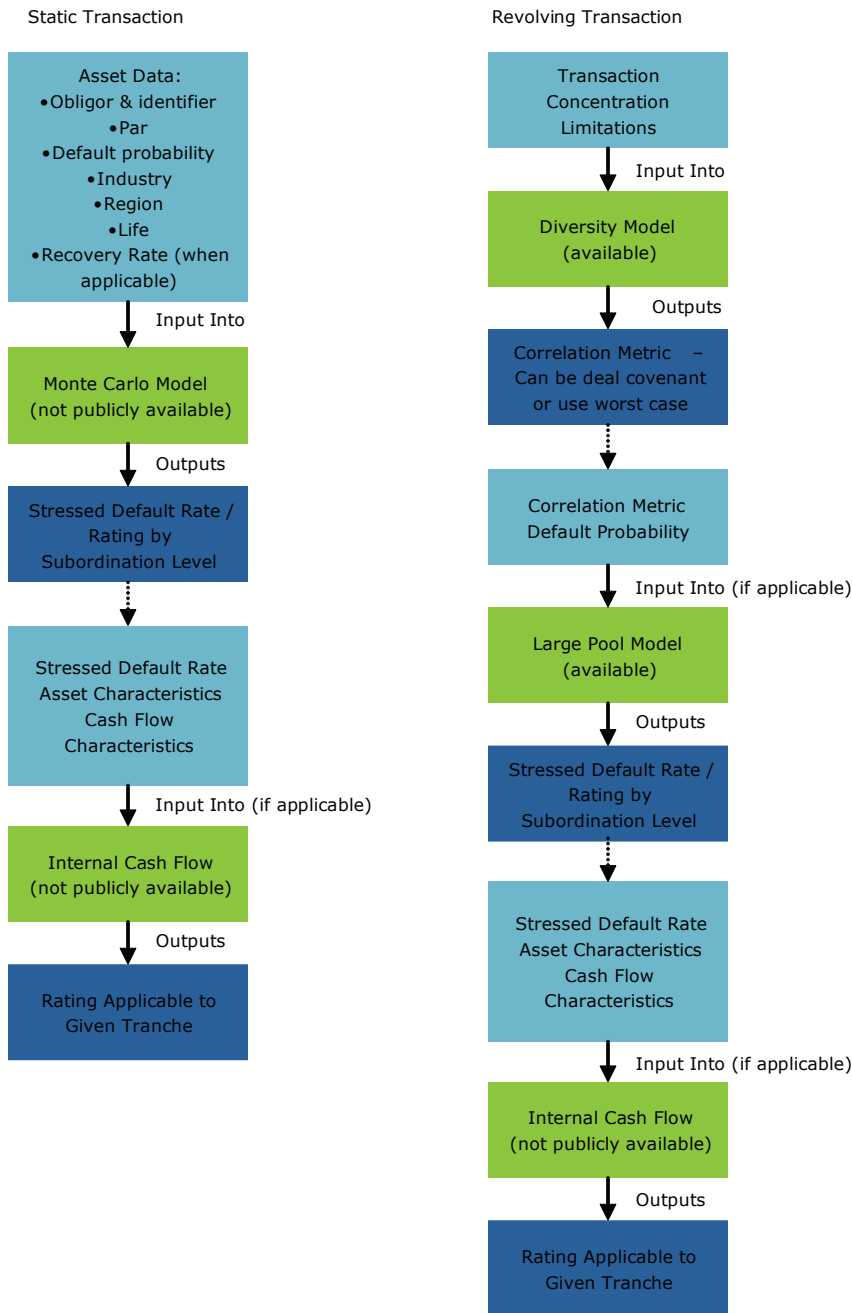 Static Transaction
Asset Data:
•Obligor & identifier
•Par
•Default probability
•Industry
•Region
•Life
•Recovery Rate (when
applicable)
Input Into
Monte Carlo Model
(not publicly available)
Outputs
Stressed Default Rate /
Rating by
Subordination Level
Stressed Default Rate
Asset Characteristics
Cash Flow
Characteristics
Input Into (if applicable)
Internal Cash Flow
(not publicly available)
Outputs
Rating Applicable to
Given Tranche
Revolving Transaction
Transaction
Concentration
Limitations
Input Into
Diversity Model
(available)
Outputs
Correlation Metric –
Can be deal covenant
or use worst case
Correlation Metric
Default Probability
Input Into (if applicable)
Large Pool Model
(available)
Outputs
Stressed Default Rate /
Rating by
Subordination Level
Stressed Default Rate
Asset Characteristics
Cash Flow
Characteristics
Input Into (if applicable)
Internal Cash Flow
(not publicly available)
Outputs
Rating Applicable to
Given Tranche